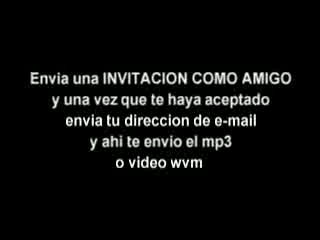 Envia una INVITACION COMO AMIGO
y una vez que te haya aceptado
envia tu direccion de e-mail
y ahi te envio el mp3
o video wvm